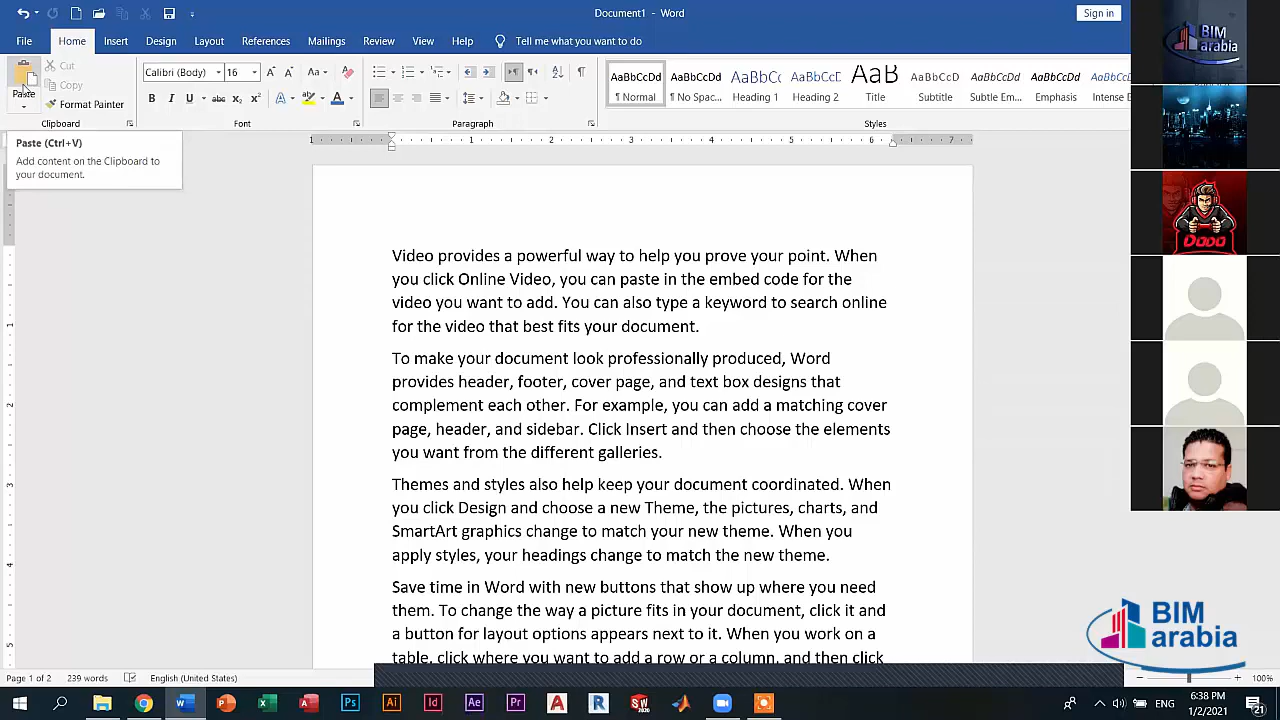 Document1 - Word
Sign in
File Home Insert Design Layout References Mailings Review View Help Tell me what you want to do
Paste
Cut
Copy
Format Painter
Clipboard
Calibri (Body) 16
Font
Paragraph
AaBbCcDd AaBbCcDd AaBbCc AaBbCcC AaB AaBbCcD AaBbCcDd AaBbCcDd AaBbCcD
¶ Normal ¶ No Spac... Heading 1 Heading 2 Title Subtitle Subtle Em... Emphasis Intense E
Styles
Paste (Ctrl+V)
Add content on the Clipboard to
your document.
Video provides a powerful way to help you prove your point. When
you click Online Video, you can paste in the embed code for the
video you want to add. You can also type a keyword to search online
for the video that best fits your document.
To make your document look professionally produced, Word
provides header, footer, cover page, and text box designs that
complement each other. For example, you can add a matching cover
page, header, and sidebar. Click Insert and then choose the elements
you want from the different galleries.
Themes and styles also help keep your document coordinated. When
you click Design and choose a new Theme, the pictures, charts, and
SmartArt graphics change to match your new theme. When you
apply styles, your headings change to match the new theme.
Save time in Word with new buttons that show up where you need
them. To change the way a picture fits in your document, click it and
a button for layout options appears next to it. When you work on a
table, click where you want to add a row or a column, and then click
BIM
arabia
DODO
BIM
arabia
Page 1 of 2 239 words English (United States)
100%
ENG
6:38 PM
1/2/2021
21